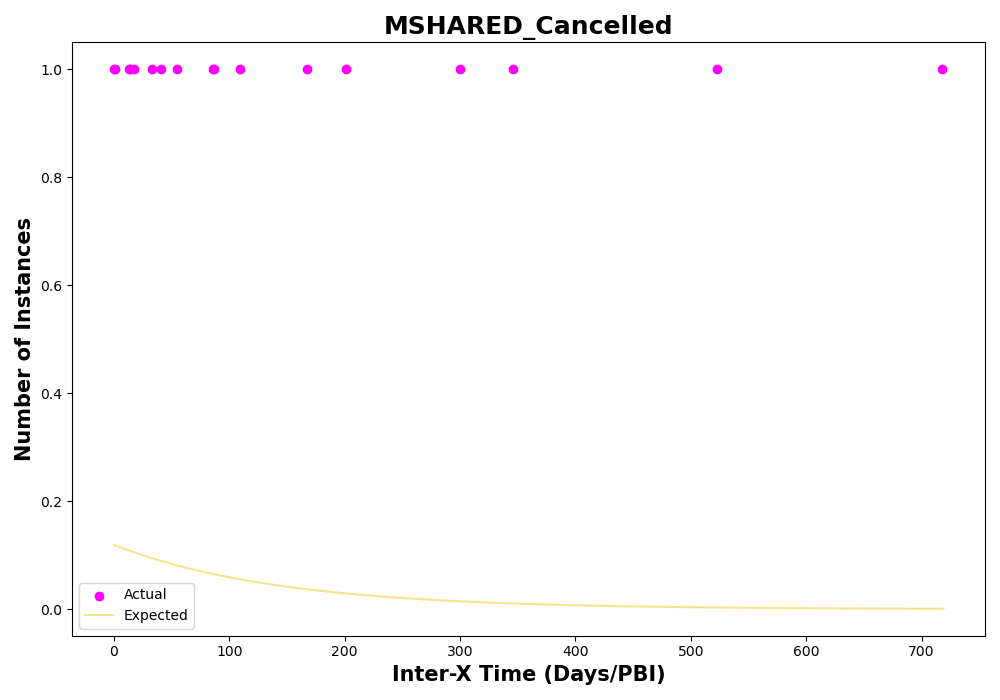 MSHARED_Cancelled
Number of Instances
1.0
0.8
0.6
0.4
0.2
0.0
Actual
Expected
0 100 200 300 400 500 600 700
Inter-X Time (Days/PBI)